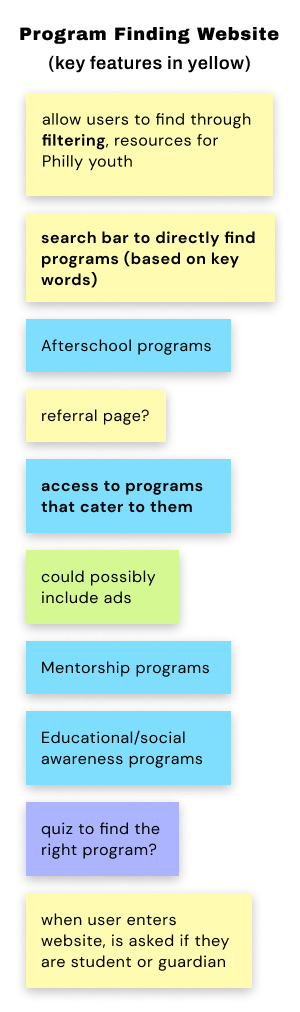 Program Finding Website
(key features in yellow)
allow users to find through
filtering, resources for
Philly youth
search bar to directly find
programs (based on key
words)
Afterschool programs
referral page?
access to programs
that cater to them
could possibly
include ads
Mentorship programs
Educational/social
awareness programs
quiz to find the
right program?
when user enters
website, is asked if they
are student or guardian